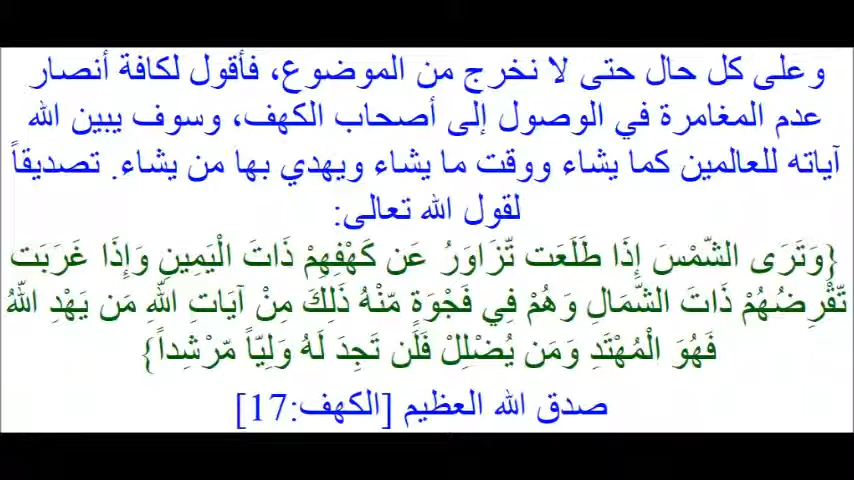 وعلى كل حال حتى لا نخرج من الموضوع، فأقول لكافة أنصار
عدم المغامرة في الوصول إلى أصحاب الكهف، وسوف يبين الله
آياته للعالمين كما يشاء ووقت ما يشاء ويهدي بها من يشاء. تصديقاً
لقول الله تعالى:
{وَتَرَى الشَّمْسَ إِذَا طَلَعَت تَّزَاوَرُ عَن كَهْفِهِمْ ذَاتَ الْيَمِينِ وَإِذَا غَرَبَت
تَّقْرِضُهُمْ ذَاتَ الشَّمَالِ وَهُمْ فِي فَجْوَةٍ مِّنْهُ ذَلِكَ مِنْ آيَاتِ اللهِ مَن يَهْدِ اللهُ
فَهُوَ الْمُهْتَدِ وَمَن يُضْلِلْ فَلَن تَجِدَ لَهُ وَلِيّاً مّرْشِداً}
صدق الله العظيم [الكهف:17]